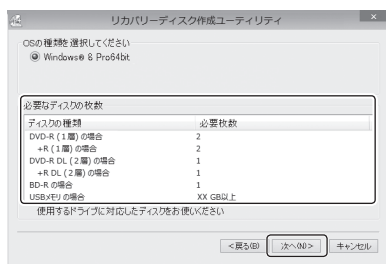 リカバリーディスク作成ユーティリティ
OSの種類を選択してください
Windows® 8 Pro64bit
必要なディスクの枚数
ディスクの種類 必要枚数
DVD-R (1層) の場合 2
+R (1層) の場合 2
DVD-R DL (2層) の場合 1
+R DL (2層) の場合 1
BD-R の場合 1
USBメモリ の場合 XX GB以上
使用するドライブに対応したディスクをお使いください
<戻る(B) 次へ(N)> キャンセル